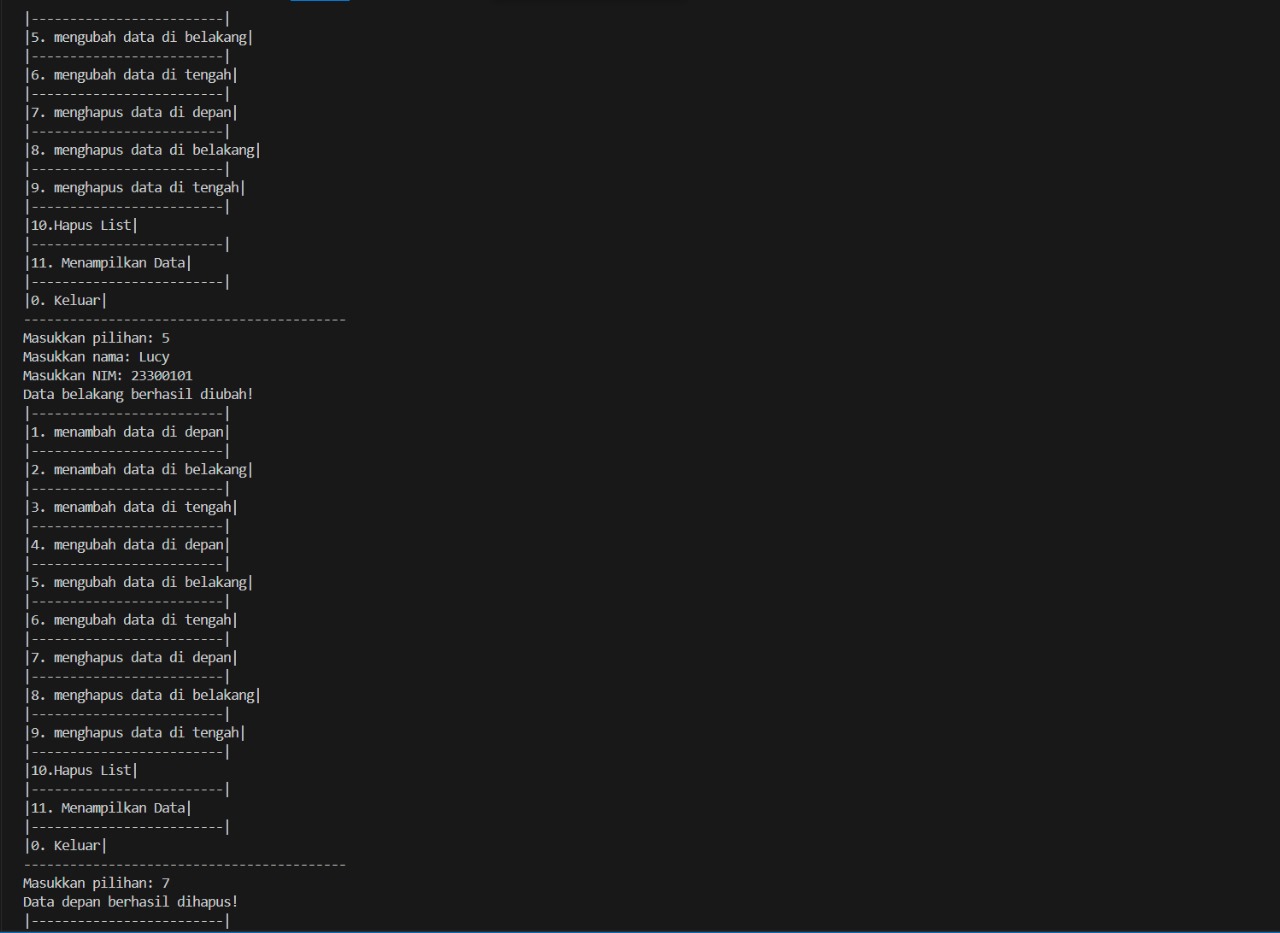 |-------------------------|
|5. mengubah data di belakang|
|-------------------------|
|6. mengubah data di tengah|
|-------------------------|
|7. menghapus data di depan|
|-------------------------|
|8. menghapus data di belakang|
|-------------------------|
|9. menghapus data di tengah|
|-------------------------|
|10.Hapus List|
|-------------------------|
|11. Menampilkan Data|
|-------------------------|
|0. Keluar|
------------------------------------------
Masukkan pilihan: 5
Masukkan nama: Lucy
Masukkan NIM: 23300101
Data belakang berhasil diubah!
|-------------------------|
|1. menambah data di depan|
|-------------------------|
|2. menambah data di belakang|
|-------------------------|
|3. menambah data di tengah|
|-------------------------|
|4. mengubah data di depan|
|-------------------------|
|5. mengubah data di belakang|
|-------------------------|
|6. mengubah data di tengah|
|-------------------------|
|7. menghapus data di depan|
|-------------------------|
|8. menghapus data di belakang|
|-------------------------|
|9. menghapus data di tengah|
|-------------------------|
|10.Hapus List|
|-------------------------|
|11. Menampilkan Data|
|-------------------------|
|0. Keluar|
------------------------------------------
Masukkan pilihan: 7
Data depan berhasil dihapus!
|-------------------------|